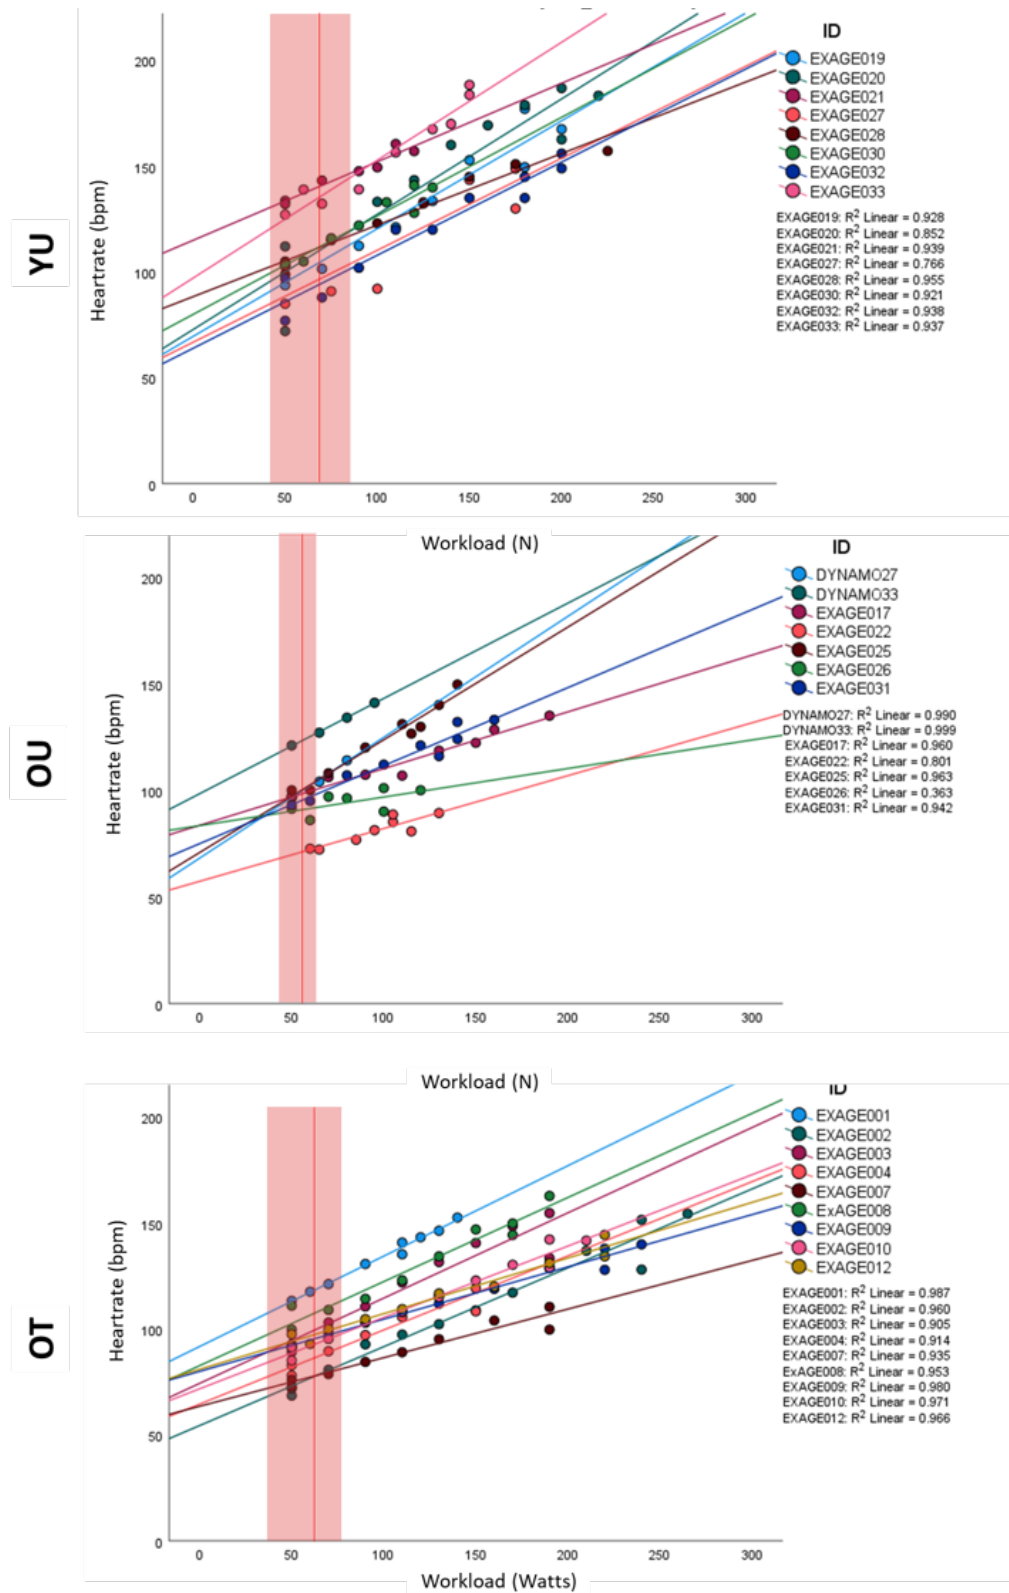 YU
Heartrate (bpm)
200
150
100
50
0
0 50 100 150 200 250 300
Workload (N)
ID
EXAGE019
EXAGE020
EXAGE021
EXAGE027
EXAGE028
EXAGE030
EXAGE032
EXAGE033
EXAGE019: R² Linear = 0.928
EXAGE020: R² Linear = 0.852
EXAGE021: R² Linear = 0.939
EXAGE027: R² Linear = 0.766
EXAGE028: R² Linear = 0.955
EXAGE030: R² Linear = 0.921
EXAGE032: R² Linear = 0.938
EXAGE033: R² Linear = 0.937
OU
Heartrate (bpm)
200
150
100
50
0
0 50 100 150 200 250 300
Workload (N)
ID
DYNAMO27
DYNAMO33
EXAGE017
EXAGE022
EXAGE025
EXAGE026
EXAGE031
DYNAMO27: R² Linear = 0.990
DYNAMO33: R² Linear = 0.999
EXAGE017: R² Linear = 0.960
EXAGE022: R² Linear = 0.801
EXAGE025: R² Linear = 0.963
EXAGE026: R² Linear = 0.363
EXAGE031: R² Linear = 0.942
OT
Heartrate (bpm)
200
150
100
50
0
0 50 100 150 200 250 300
Workload (Watts)
ID
EXAGE001
EXAGE002
EXAGE003
EXAGE004
EXAGE007
ExAGE008
EXAGE009
EXAGE010
EXAGE012
EXAGE001: R² Linear = 0.987
EXAGE002: R² Linear = 0.960
EXAGE003: R² Linear = 0.905
EXAGE004: R² Linear = 0.914
EXAGE007: R² Linear = 0.935
ExAGE008: R² Linear = 0.953
EXAGE009: R² Linear = 0.980
EXAGE010: R² Linear = 0.971
EXAGE012: R² Linear = 0.966